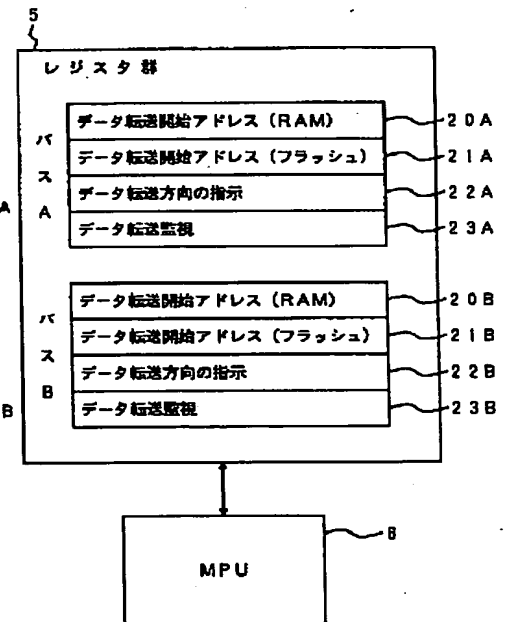 5
レジスタ群
バスA
データ転送開始アドレス（RAM）
20A
データ転送開始アドレス（フラッシュ）
21A
データ転送方向の指示
22A
データ転送監視
23A
A
バスB
データ転送開始アドレス（RAM）
20B
データ転送開始アドレス（フラッシュ）
21B
データ転送方向の指示
22B
データ転送監視
23B
B
MPU